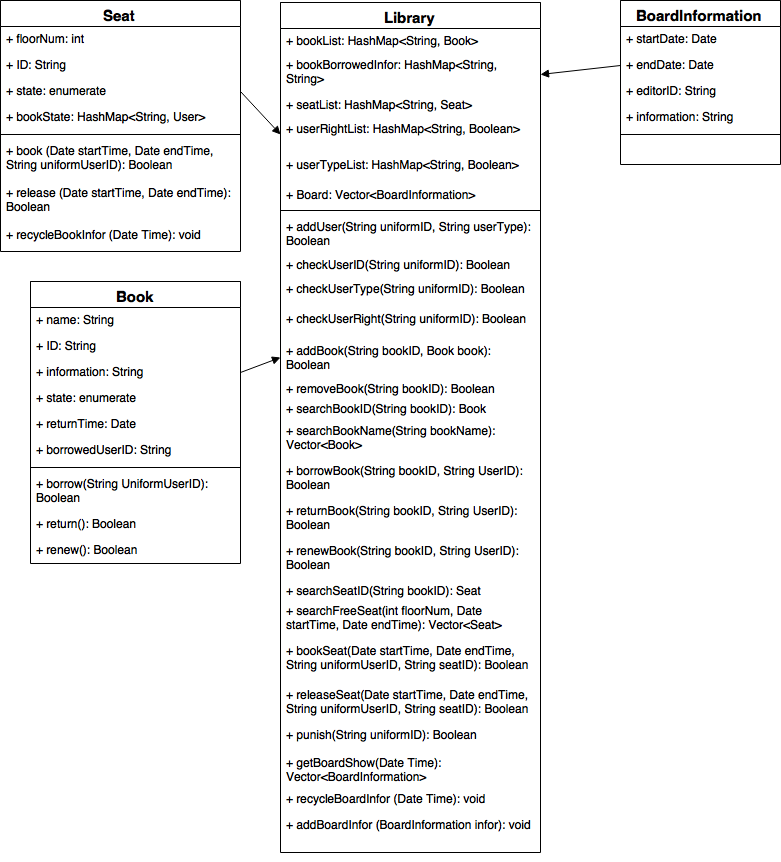 Seat
+ floorNum: int
+ ID: String
+ state: enumerate
+ bookState: HashMap<String, User>
+ book (Date startTime, Date endTime,
String uniformUserID): Boolean
+ release (Date startTime, Date endTime):
Boolean
+ recycleBookInfor (Date Time): void
Book
+ name: String
+ ID: String
+ information: String
+ state: enumerate
+ returnTime: Date
+ borrowedUserID: String
+ borrow(String UniformUserID):
Boolean
+ return(): Boolean
+ renew(): Boolean
Library
+ bookList: HashMap<String, Book>
+ bookBorrowedInfor: HashMap<String,
String>
+ seatList: HashMap<String, Seat>
+ userRightList: HashMap<String, Boolean>
+ userTypeList: HashMap<String, Boolean>
+ Board: Vector<BoardInformation>
+ addUser(String uniformID, String userType):
Boolean
+ checkUserID(String uniformID): Boolean
+ checkUserType(String uniformID): Boolean
+ checkUserRight(String uniformID): Boolean
+ addBook(String bookID, Book book):
Boolean
+ removeBook(String bookID): Boolean
+ searchBookID(String bookID): Book
+ searchBookName(String bookName):
Vector<Book>
+ borrowBook(String bookID, String UserID):
Boolean
+ returnBook(String bookID, String UserID):
Boolean
+ renewBook(String bookID, String UserID):
Boolean
+ searchSeatID(String bookID): Seat
+ searchFreeSeat(int floorNum, Date
startTime, Date endTime): Vector<Seat>
+ bookSeat(Date startTime, Date endTime,
String uniformUserID, String seatID): Boolean
+ releaseSeat(Date startTime, Date endTime,
String uniformUserID, String seatID): Boolean
+ punish(String uniformID): Boolean
+ getBoardShow(Date Time):
Vector<BoardInformation>
+ recycleBoardInfor (Date Time): void
+ addBoardInfor (BoardInformation infor): void
BoardInformation
+ startDate: Date
+ endDate: Date
+ editorID: String
+ information: String